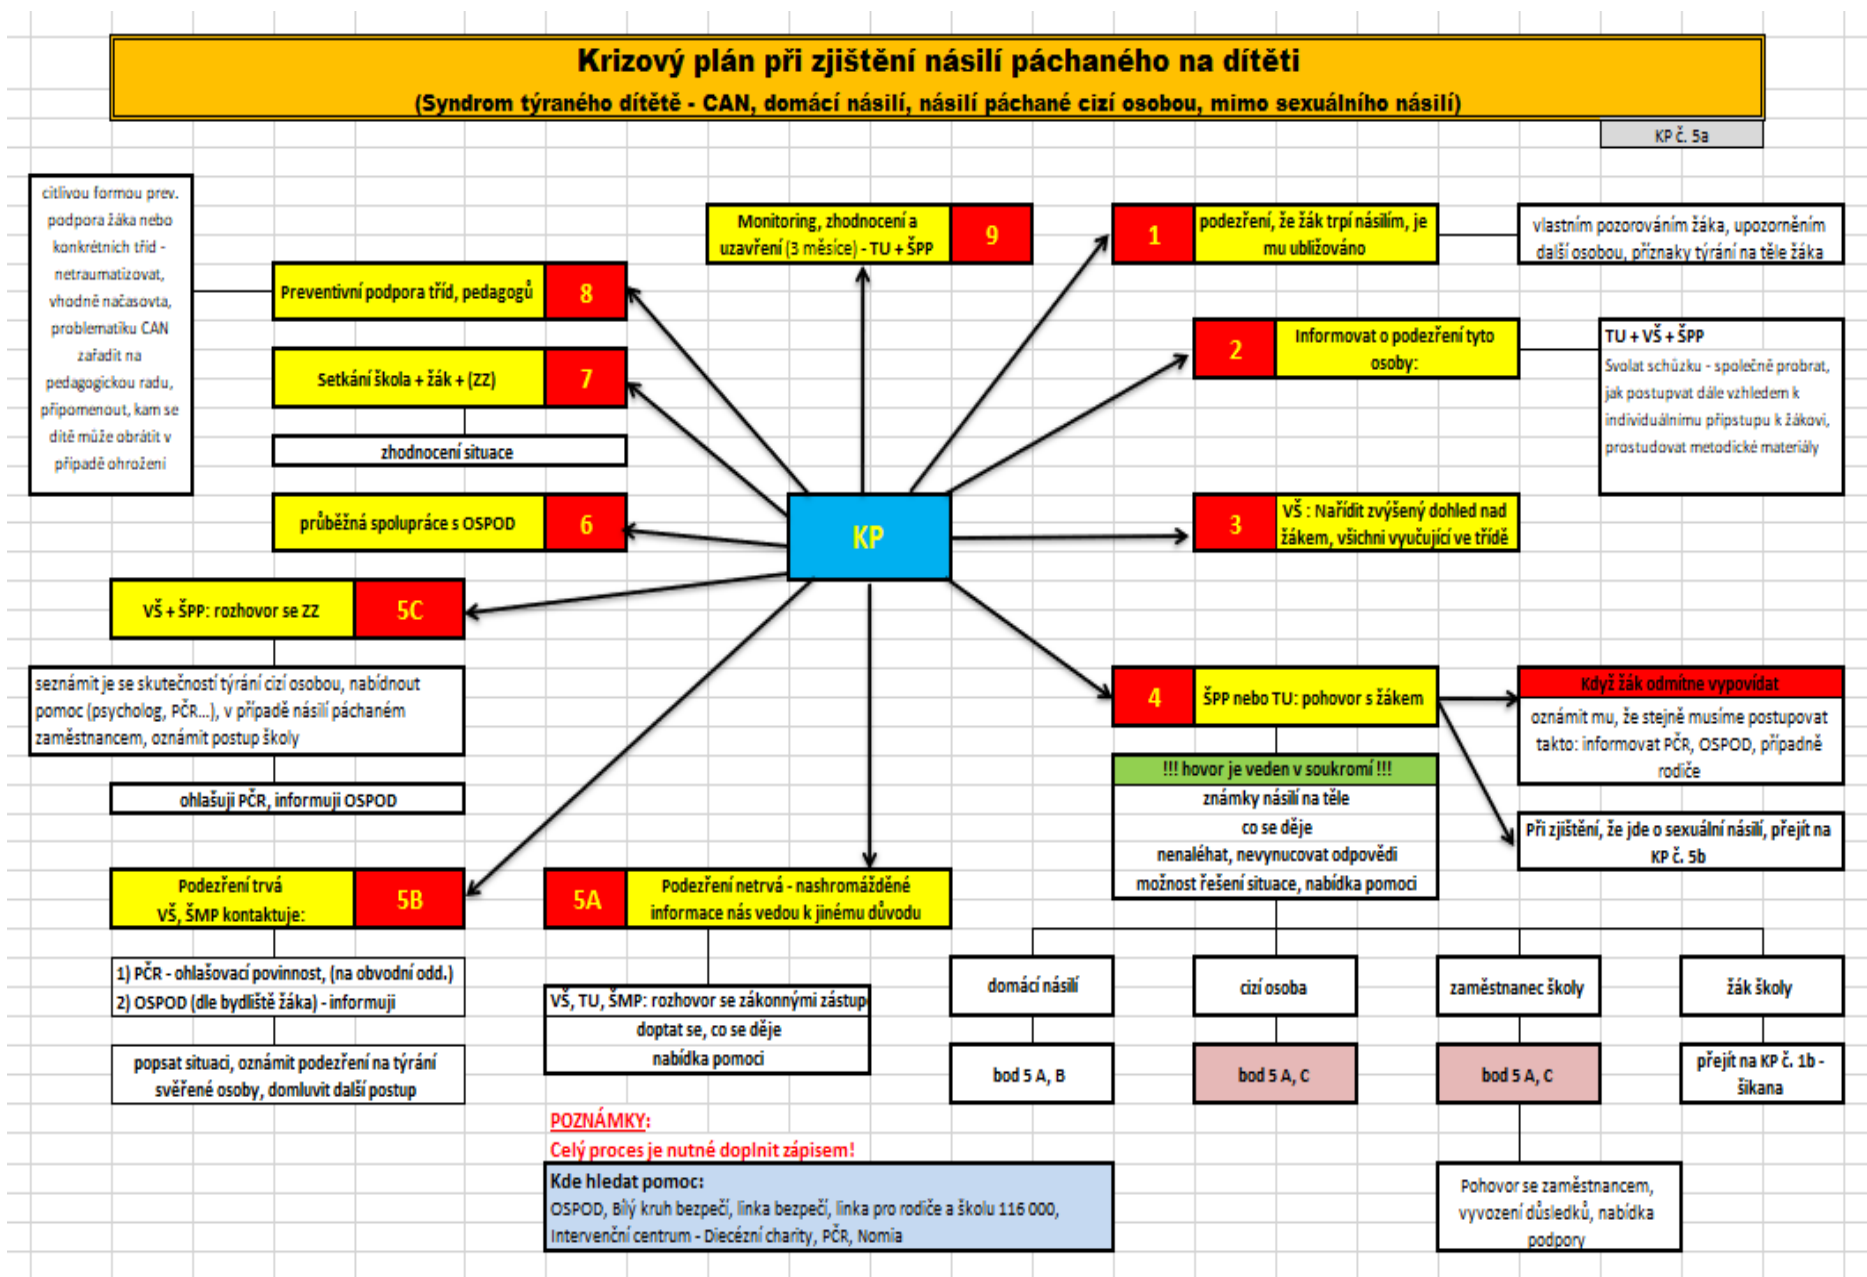 Krizový plán při zjištění násilí páchaného na dítěti
(Syndrom týraného dítětě - CAN, domácí násilí, násilí páchané cizí osobou, mimo sexuálního násilí)
KP č. 5a
citlivou formou prev.
podpora žáka nebo
konkrétních tříd -
netraumatizovat,
vhodně načasovta,
problematiku CAN
zařadit na
pedagogickou radu,
připomenout, kam se
dítě může obrátit v
případě ohrožení
Monitoring, zhodnocení a
uzavření (3 měsíce) - TU + ŠPP
9
1
podezření, že žák trpí násilím, je
mu ubližováno
vlastním pozorováním žáka, upozorněním
další osobou, příznaky týrání na těle žáka
Preventivní podpora tříd, pedagogů
8
2
Informovat o podezření tyto
osoby:
TU + VŠ + ŠPP
Svolat schůzku - společně probrat,
jak postupvat dále vzhledem k
individuálnímu přípstupu k žákovi,
prostudovat metodické materiály
Setkání škola + žák + (ZZ)
7
zhodnocení situace
průběžná spolupráce s OSPOD
6
KP
3
VŠ : Nařídit zvýšený dohled nad
žákem, všichni vyučující ve třídě
VŠ + ŠPP: rozhovor se ZZ
5C
seznámit je se skutečností týrání cizí osobou, nabídnout
pomoc (psycholog, PČR...), v případě násilí páchaném
zaměstnancem, oznámit postup školy
ohlašuji PČR, informuji OSPOD
4
ŠPP nebo TU: pohovor s žákem
Když žák odmítne vypovídat
oznámit mu, že stejně musíme postupovat
takto: informovat PČR, OSPOD, případně
rodiče
!!! hovor je veden v soukromí !!!
známky násilí na těle
co se děje
nenaléhat, nevynucovat odpovědi
možnost řešení situace, nabídka pomoci
Při zjištění, že jde o sexuální násilí, přejít na
KP č. 5b
Podezření trvá
VŠ, ŠMP kontaktuje:
5B
1) PČR - ohlašovací povinnost, (na obvodní odd.)
2) OSPOD (dle bydliště žáka) - informuji
popsat situaci, oznámit podezření na týrání
svěřené osoby, domluvit další postup
5A
Podezření netrvá - nashromážděné
informace nás vedou k jinému důvodu
VŠ, TU, ŠMP: rozhovor se zákonnými zástup
doptat se, co se děje
nabídka pomoci
domácí násilí
cizí osoba
zaměstnanec školy
žák školy
bod 5 A, B
bod 5 A, C
bod 5 A, C
přejít na KP č. 1b -
šikana
Pohovor se zaměstnancem,
vyvození důsledků, nabídka
podpory
POZNÁMKY:
Celý proces je nutné doplnit zápisem!
Kde hledat pomoc:
OSPOD, Bílý kruh bezpečí, linka bezpečí, linka pro rodiče a školu 116 000,
Intervenční centrum - Diecézní charity, PČR, Nomia